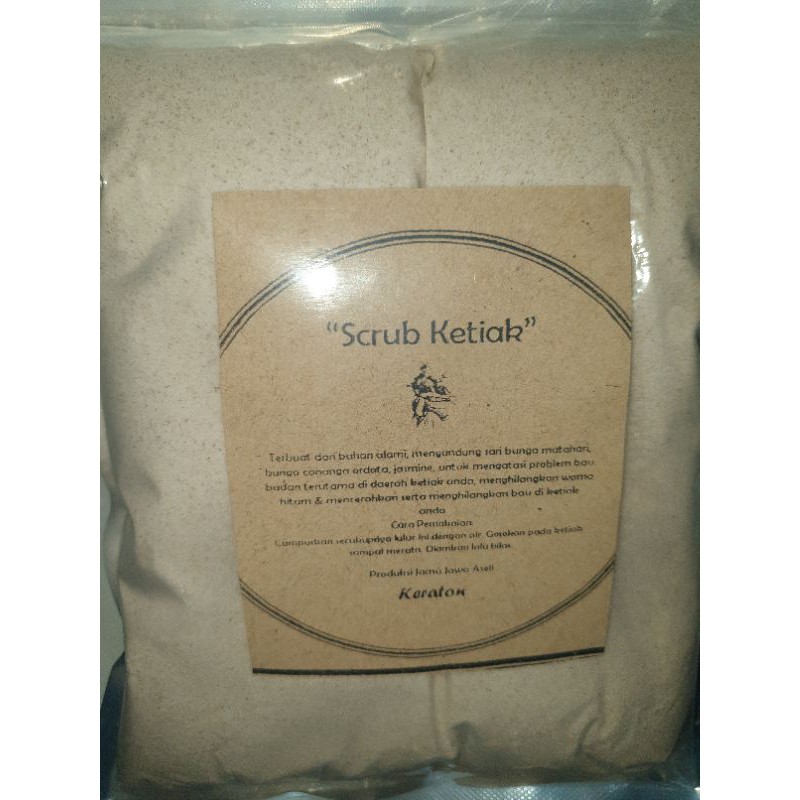 "Scrub Ketiak"
Terbuat dari bahan alami, mengandung sari bunga matahari,
bunga cananga ordota, jasmine, untuk mengatasi problem bau
badan terutama di daerah ketiak anda, menghilangkan warna
hitam & mencerahkan serta menghilangkan bau di ketiak
anda
Cara Pemakaian
Campurkan secukupnya lulur ini dengan air. Gosokan pada ketiak
sampai merata. Diamkan lalu bilas.
Produksi Jamu Jawa Aseli
Keraton